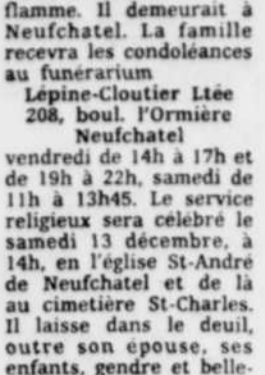 flamme. Il demeurait à
Neufchatel. La famille
recevra les condoléances
au funérarium
Lépine-Cloutier Ltée
208, boul. l'Ormière
Neufchatel
vendredi de 14h à 17h et
de 19h à 22h, samedi de
11h à 13h45. Le service
religieux sera célébré le
samedi 13 décembre, à
14h, en l'église St-André
de Neufchatel et de là
au cimetière St-Charles.
Il laisse dans le deuil,
outre son épouse, ses
enfants, gendre et belle-